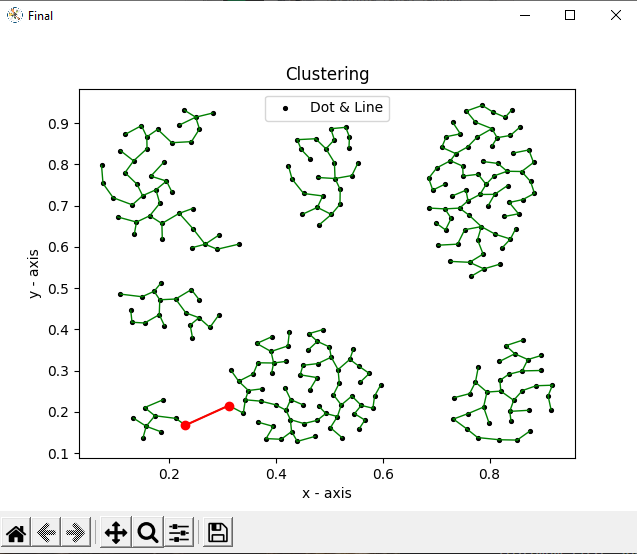 Final
Clustering
Dot & Line
0.9
0.8
0.7
0.6
0.5
0.4
0.3
0.2
0.1
y - axis
0.2 0.4 0.6 0.8
x - axis